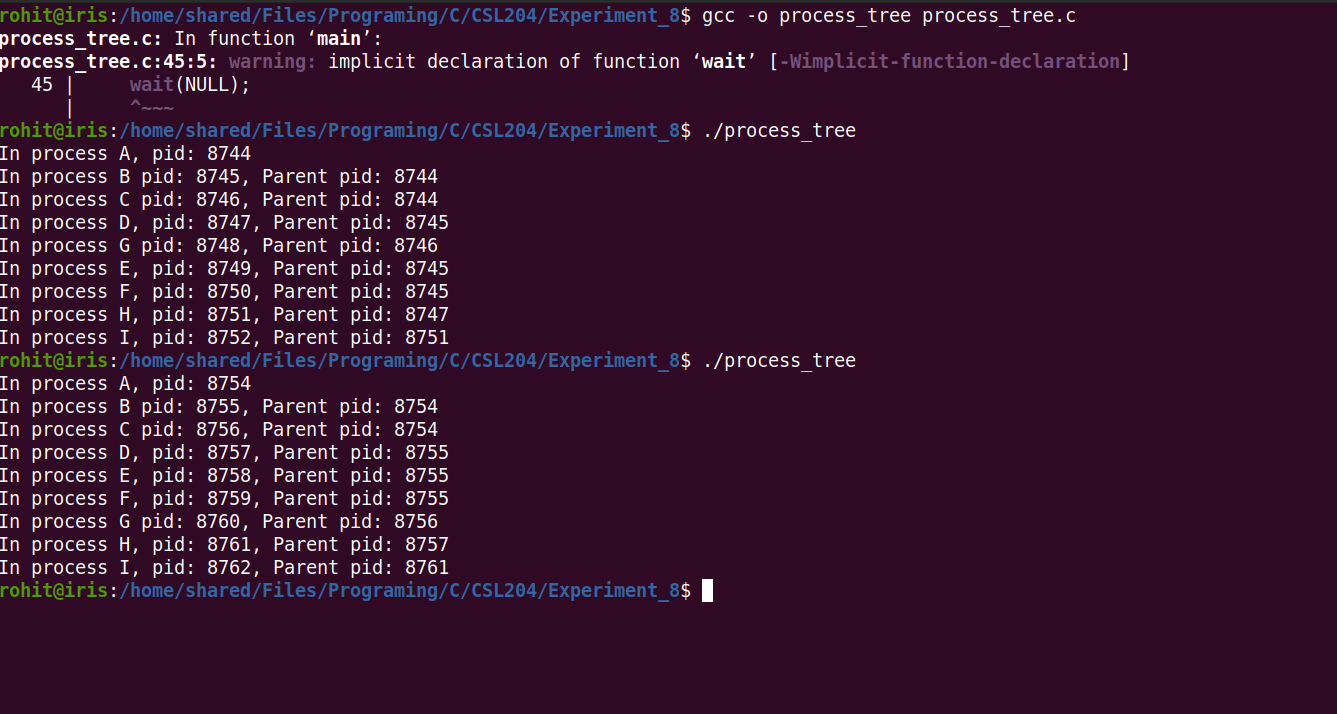 rohit@iris:/home/shared/Files/Programing/C/CSL204/Experiment_8$ gcc -o process_tree process_tree.c
process_tree.c: In function ‘main’:
process_tree.c:45:5: warning: implicit declaration of function ‘wait’ [-Wimplicit-function-declaration]
   45 |     wait(NULL);
      |     ^~~~
rohit@iris:/home/shared/Files/Programing/C/CSL204/Experiment_8$ ./process_tree
In process A, pid: 8744
In process B pid: 8745, Parent pid: 8744
In process C pid: 8746, Parent pid: 8744
In process D, pid: 8747, Parent pid: 8745
In process G pid: 8748, Parent pid: 8746
In process E, pid: 8749, Parent pid: 8745
In process F, pid: 8750, Parent pid: 8745
In process H, pid: 8751, Parent pid: 8747
In process I, pid: 8752, Parent pid: 8751
rohit@iris:/home/shared/Files/Programing/C/CSL204/Experiment_8$ ./process_tree
In process A, pid: 8754
In process B pid: 8755, Parent pid: 8754
In process C pid: 8756, Parent pid: 8754
In process D, pid: 8757, Parent pid: 8755
In process E, pid: 8758, Parent pid: 8755
In process F, pid: 8759, Parent pid: 8755
In process G pid: 8760, Parent pid: 8756
In process H, pid: 8761, Parent pid: 8757
In process I, pid: 8762, Parent pid: 8761
rohit@iris:/home/shared/Files/Programing/C/CSL204/Experiment_8$